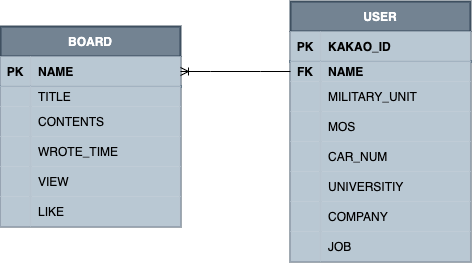 BOARD
PK NAME
TITLE
CONTENTS
WROTE_TIME
VIEW
LIKE
USER
PK KAKAO_ID
FK NAME
MILITARY_UNIT
MOS
CAR_NUM
UNIVERSITIY
COMPANY
JOB